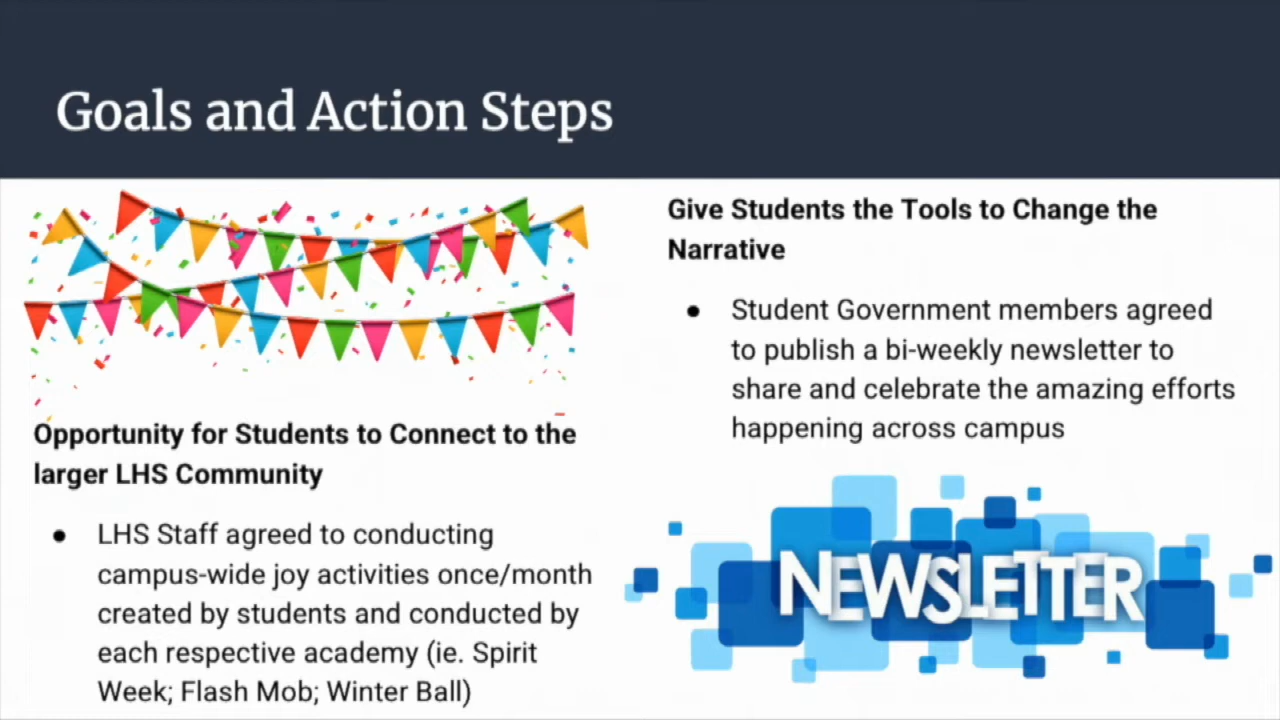 Goals and Action Steps
Opportunity for Students to Connect to the
larger LHS Community
● LHS Staff agreed to conducting
campus-wide joy activities once/month
created by students and conducted by
each respective academy (ie. Spirit
Week; Flash Mob; Winter Ball)
Give Students the Tools to Change the
Narrative
● Student Government members agreed
to publish a bi-weekly newsletter to
share and celebrate the amazing efforts
happening across campus
NEWSLETTER